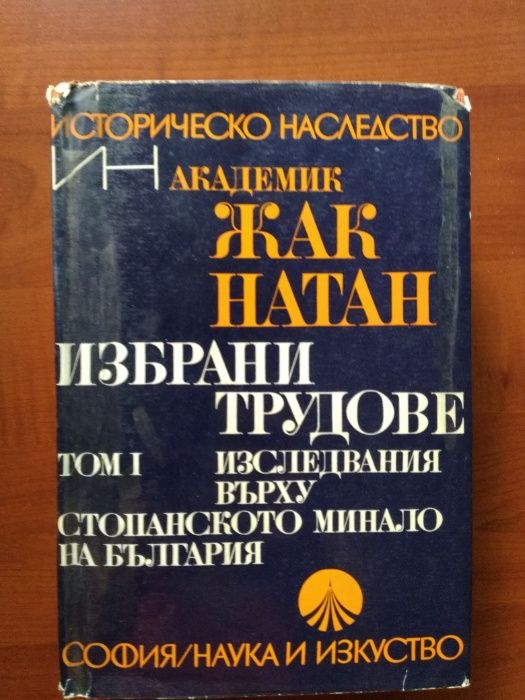 ИСТОРИЧЕСКО НАСЛЕДСТВО
ИН АКАДЕМИК
ЖАК
НАТАН
ИЗБРАНИ
ТРУДОВЕ
ТОМ I ИЗСЛЕДВАНИЯ
ВЪРХУ
СТОПАНСКОТО МИНАЛО
НА БЪЛГАРИЯ
СОФИЯ/НАУКА И ИЗКУСТВО